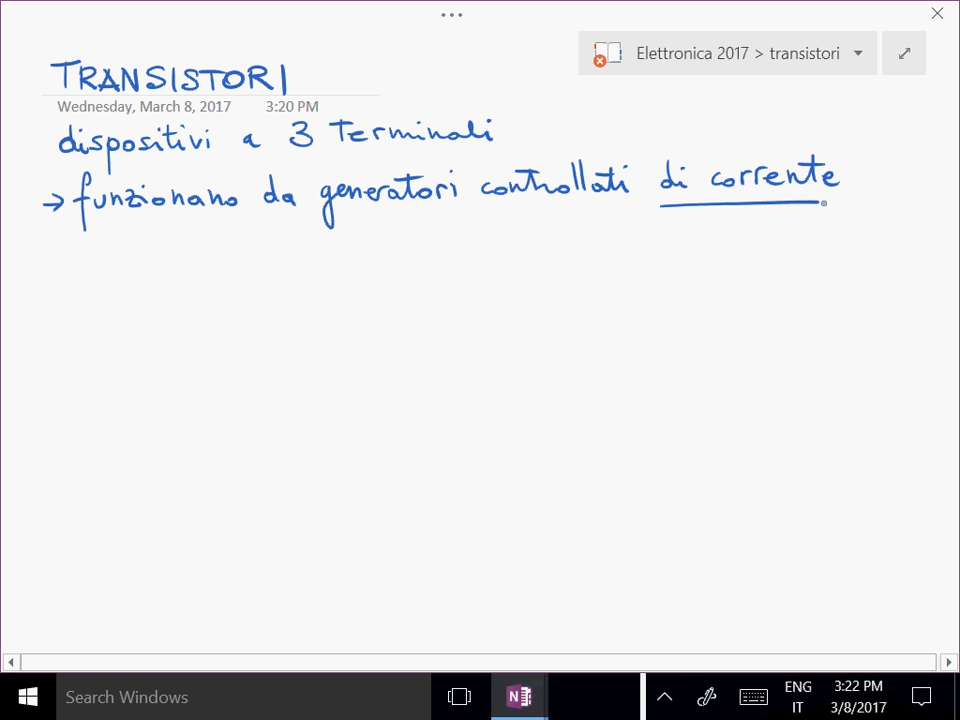 Elettronica 2017 > transistori
TRANSISTORI
Wednesday, March 8, 2017 3:20 PM
dispositivi a 3 Terminali
→ funzionano da generatori controllati di corrente
Search Windows
N
ENG
IT
3:22 PM
3/8/2017